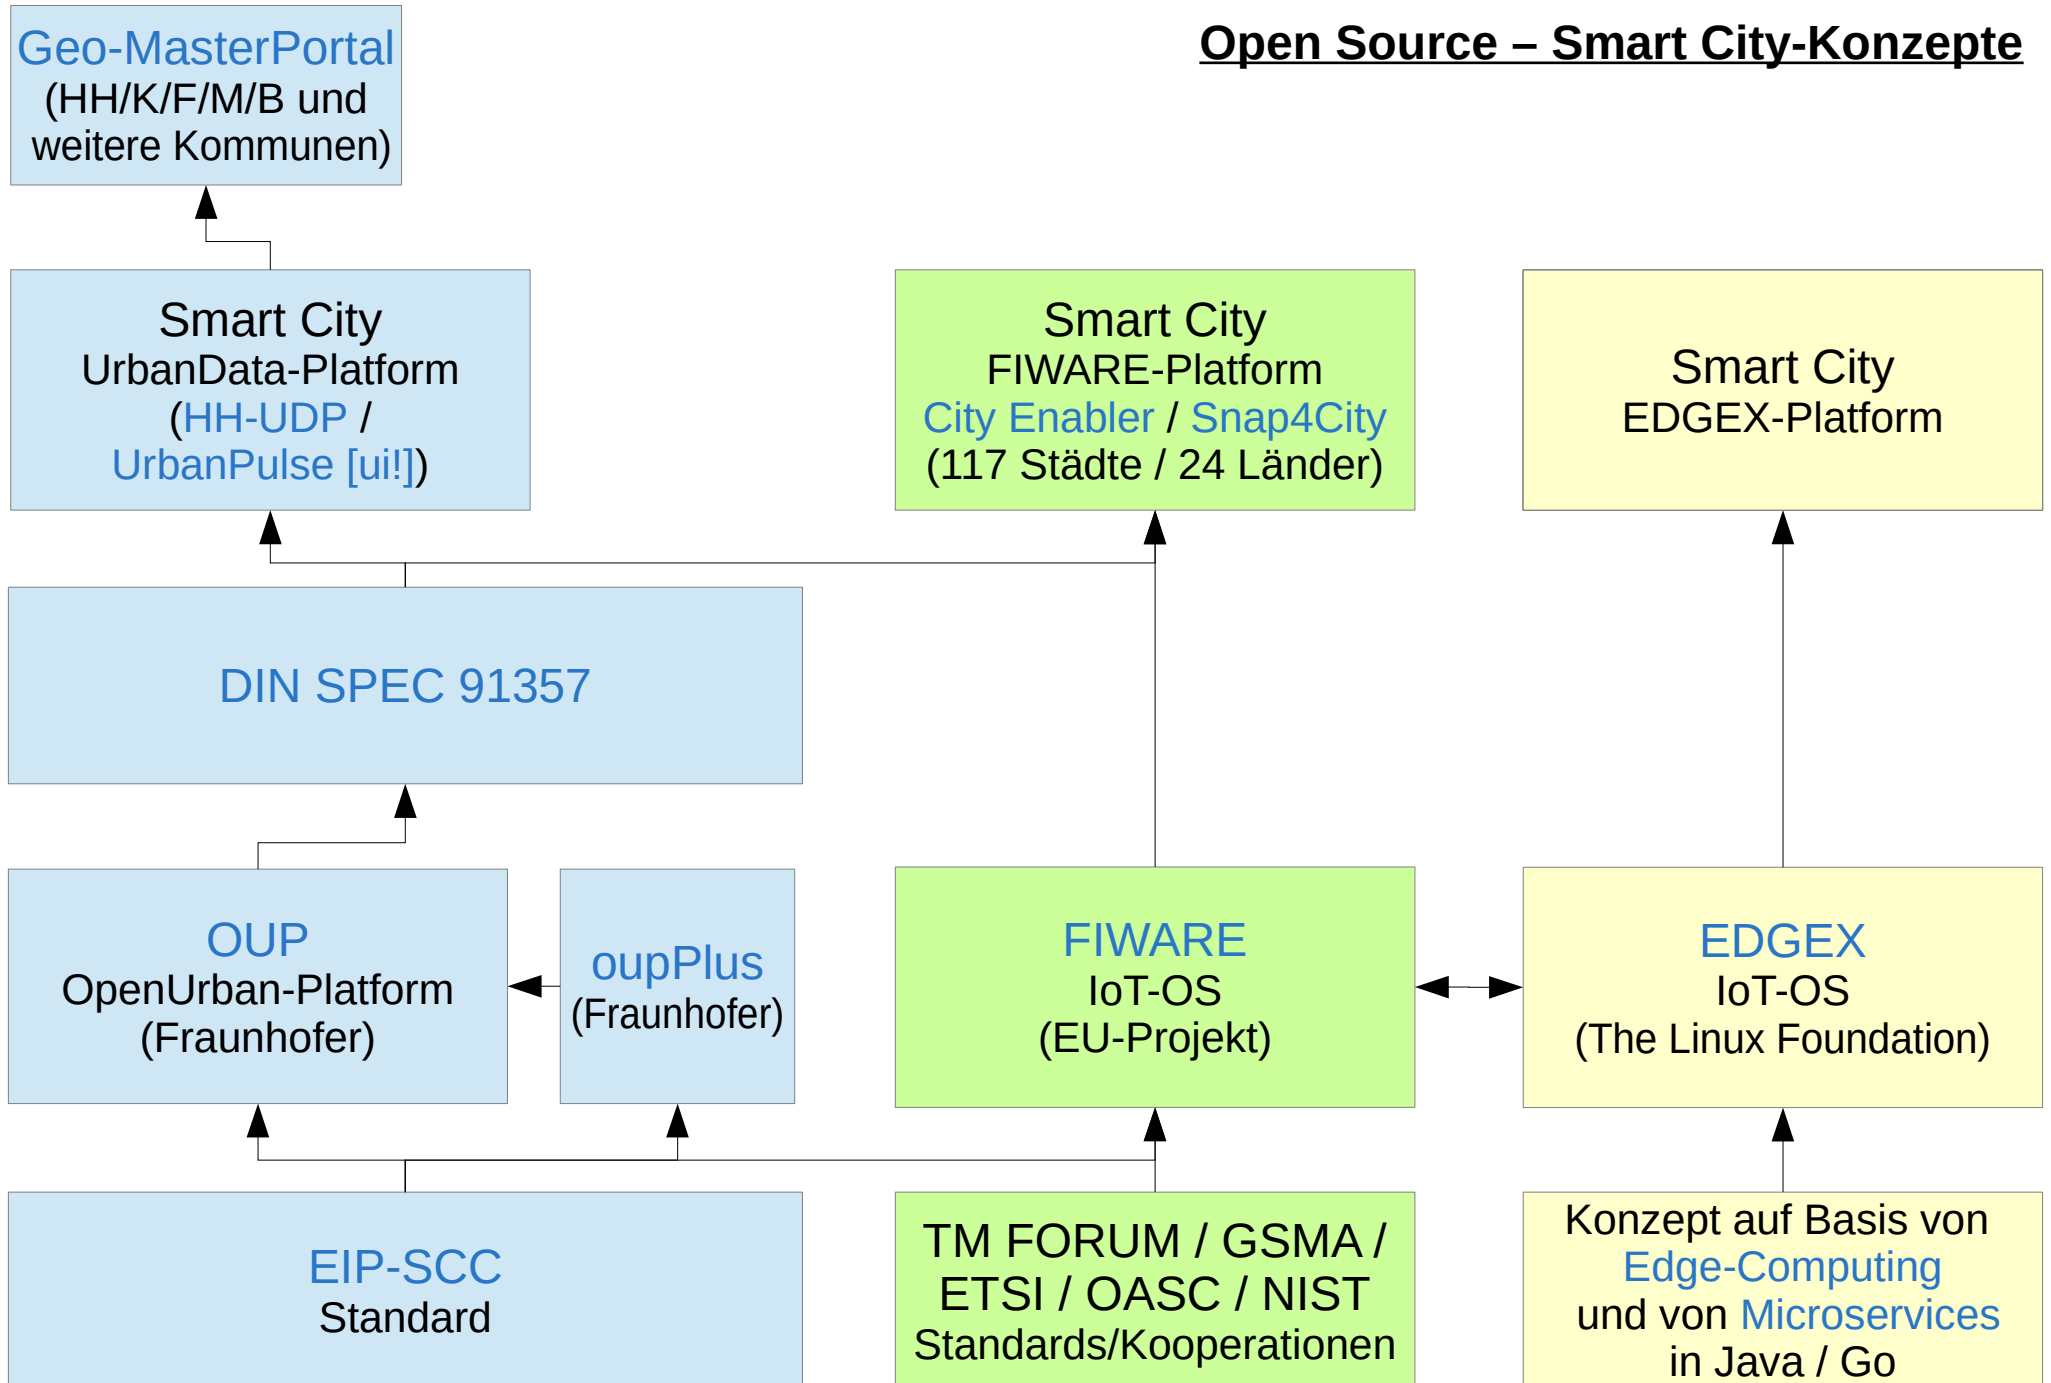 Open Source – Smart City-Konzepte
Geo-MasterPortal
(HH/K/F/M/B und
weitere Kommunen)
Smart City
UrbanData-Platform
(HH-UDP /
UrbanPulse [ui!])
Smart City
FIWARE-Platform
City Enabler / Snap4City
(117 Städte / 24 Länder)
Smart City
EDGEX-Platform
DIN SPEC 91357
OUP
OpenUrban-Platform
(Fraunhofer)
oupPlus
(Fraunhofer)
FIWARE
IoT-OS
(EU-Projekt)
EDGEX
IoT-OS
(The Linux Foundation)
EIP-SCC
Standard
TM FORUM / GSMA /
ETSI / OASC / NIST
Standards/Kooperationen
Konzept auf Basis von
Edge-Computing
und von Microservices
in Java / Go